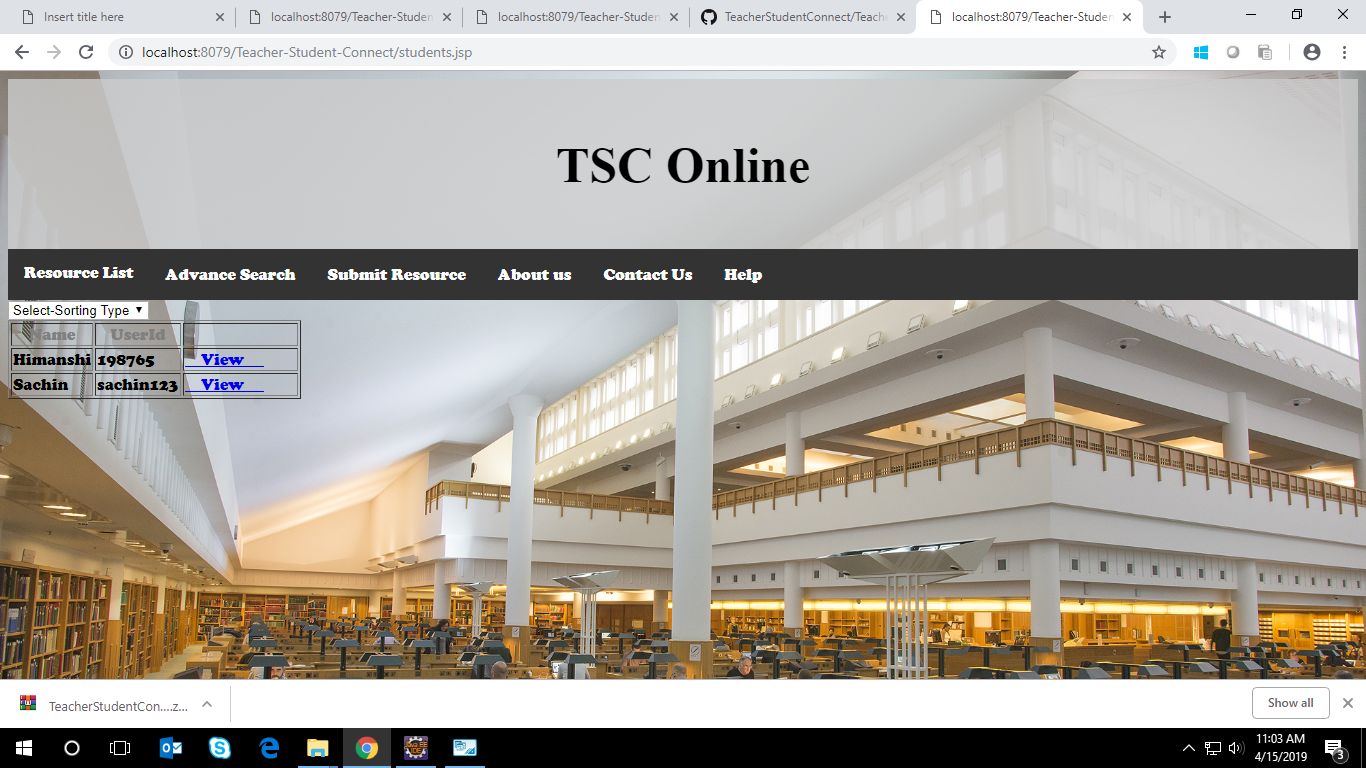 Insert title here
localhost:8079/Teacher-Studen
localhost:8079/Teacher-Studen
TeacherStudentConnect/Teache
localhost:8079/Teacher-Studen
localhost:8079/Teacher-Student-Connect/students.jsp
TSC Online
Resource List Advance Search Submit Resource About us Contact Us Help
Select-Sorting Type
Name UserId
Himanshi 198765 View
Sachin sachin123 View
TeacherStudentCon....z...
Show all
11:03 AM
4/15/2019
3